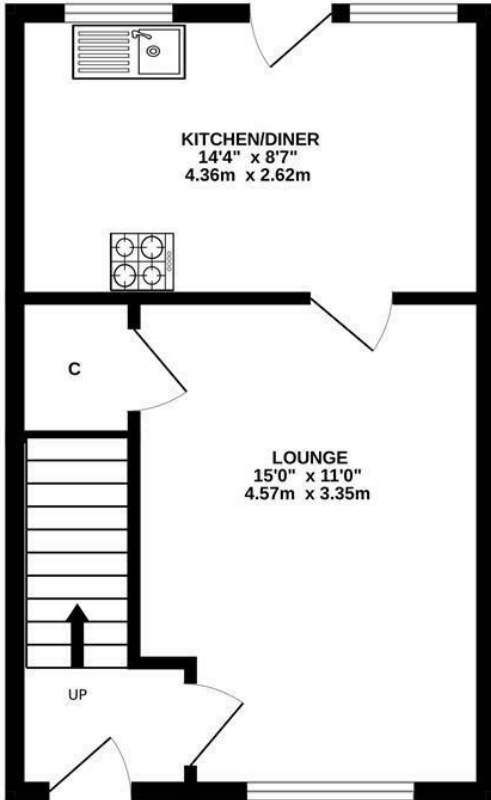 KITCHEN/DINER
14'4" x 8'7"
4.36m x 2.62m
C
LOUNGE
15'0" x 11'0"
4.57m x 3.35m
UP